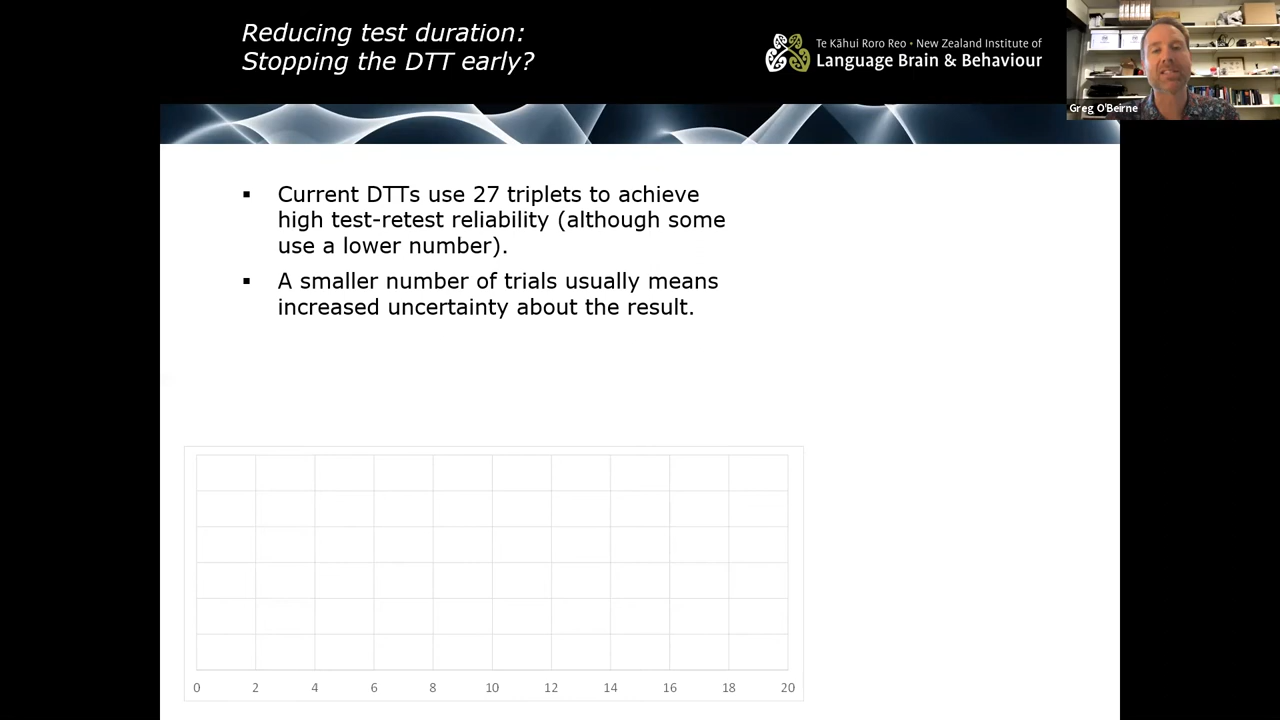 Reducing test duration:
Stopping the DTT early?
Te Kāhui Roro Reo • New Zealand Institute of
Language Brain & Behaviour
Greg O'Beirne
▪ Current DTTs use 27 triplets to achieve
high test-retest reliability (although some
use a lower number).
▪ A smaller number of trials usually means
increased uncertainty about the result.
0 2 4 6 8 10 12 14 16 18 20